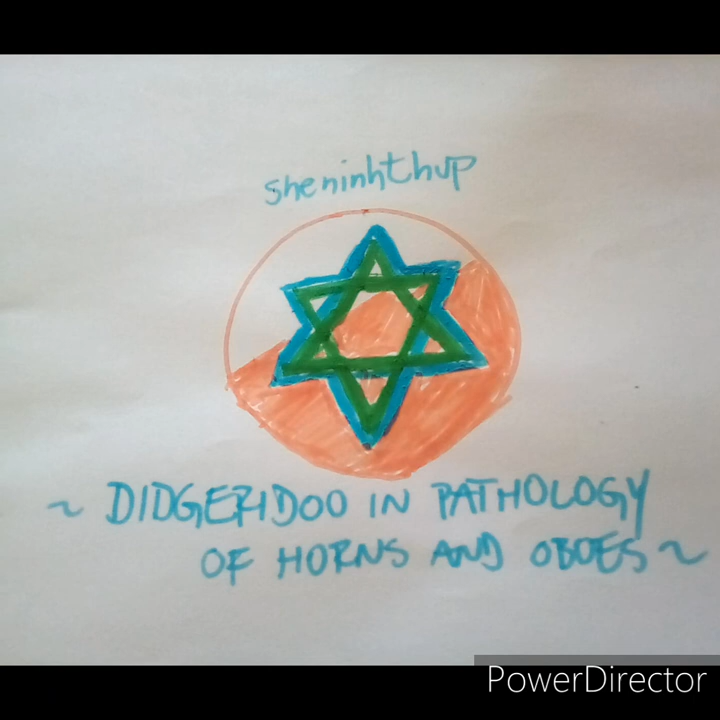 sheninhthup
~ DIDGERIDOO IN PATHOLOGY
OF HORNS AND OBOES ~
PowerDirector